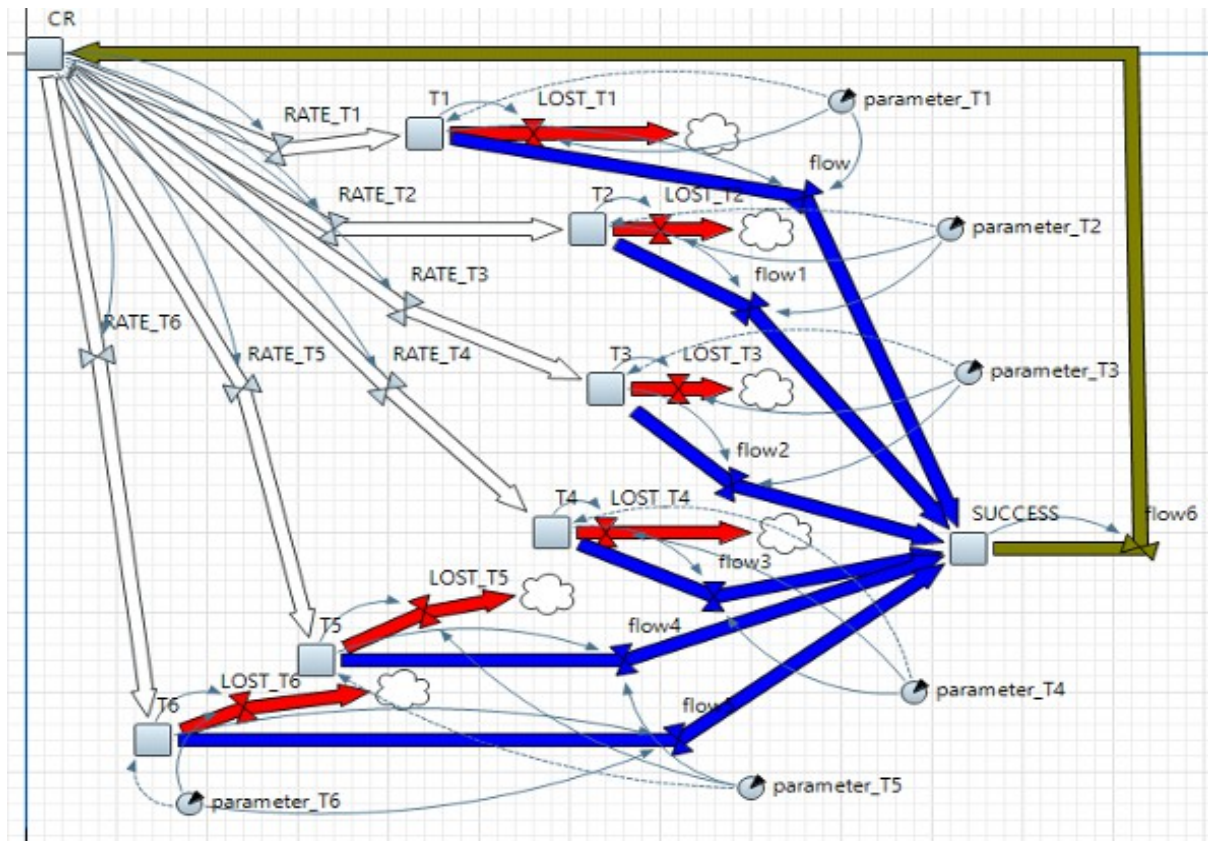 CR
RATE_T1
T1
LOST_T1
parameter_T1
flow
RATE_T2
T2
LOST_T2
parameter_T2
flow1
RATE_T3
RATE_T6
RATE_T5
RATE_T4
T3
LOST_T3
parameter_T3
flow2
T4
LOST_T4
SUCCESS
flow6
flow3
LOST_T5
T5
flow4
LOST_T6
T6
parameter_T4
parameter_T5
parameter_T6